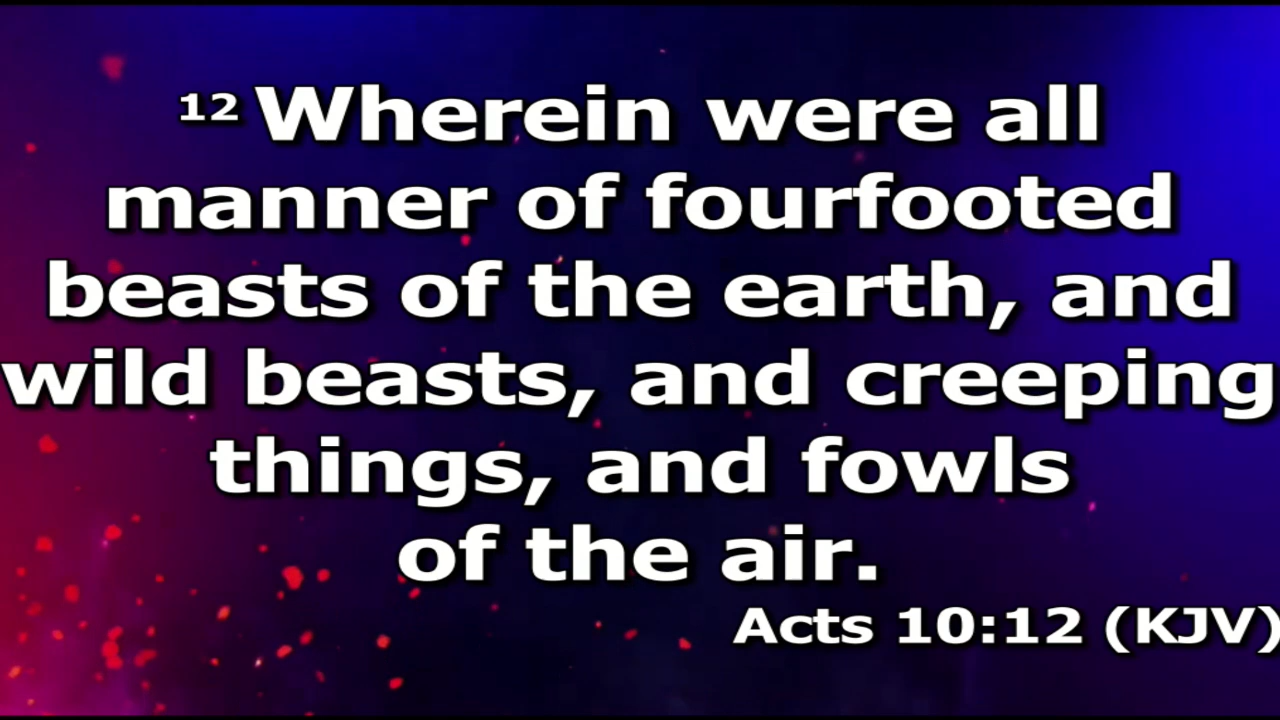 12 Wherein were all
manner of fourfooted
beasts of the earth, and
wild beasts, and creeping
things, and fowls
of the air.
Acts 10:12 (KJV)